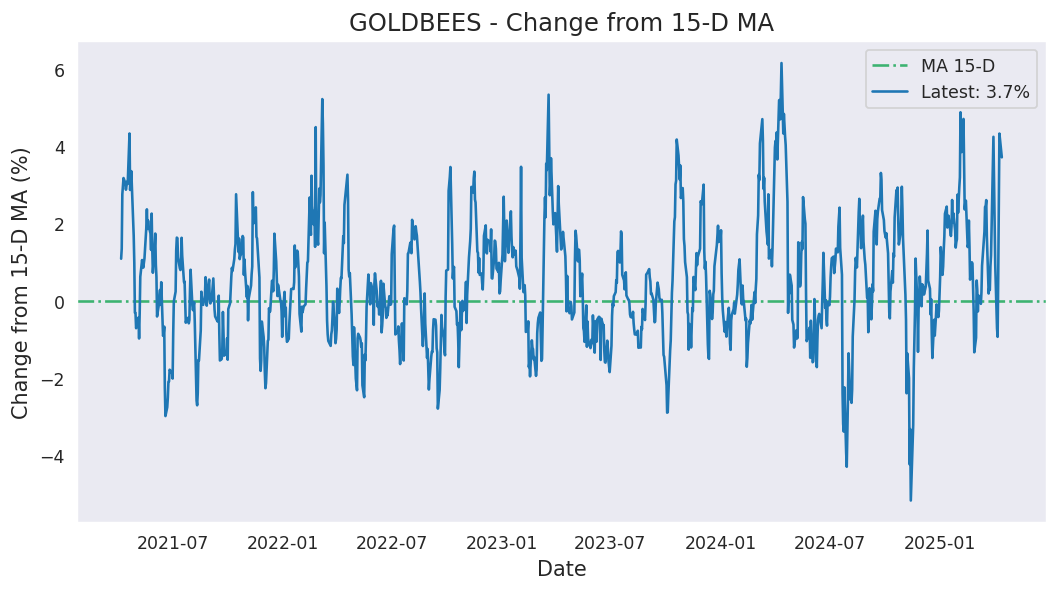 GOLDBEES - Change from 15-D MA
MA 15-D
Latest: 3.7%
Change from 15-D MA (%)
6
4
2
0
−2
−4
2021-07
2022-01
2022-07
2023-01
2023-07
2024-01
2024-07
2025-01
Date